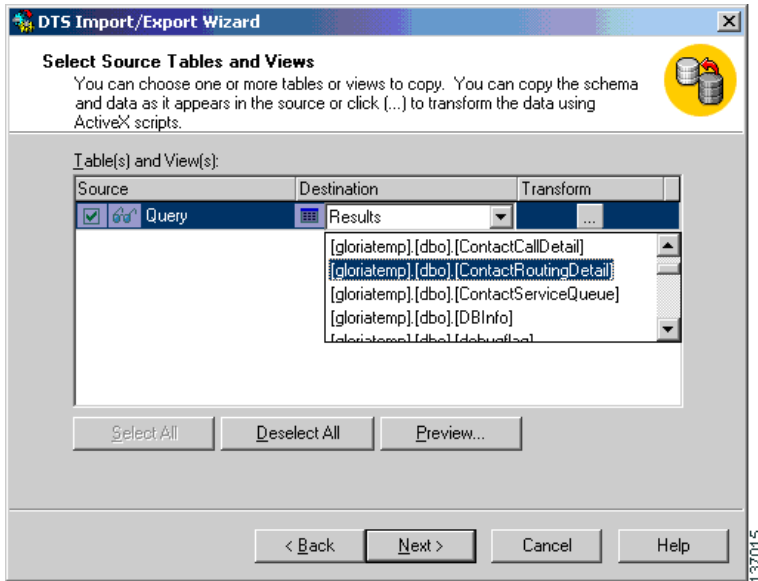 DTS Import/Export Wizard
Select Source Tables and Views
You can choose one or more tables or views to copy. You can copy the schema
and data as it appears in the source or click (...) to transform the data using
ActiveX scripts.
Table(s) and View(s):
Source Destination Transform
Query Results ...
[gloriatemp].[dbo].[ContactCallDetail]
[gloriatemp].[dbo].[ContactRoutingDetail]
[gloriatemp].[dbo].[ContactServiceQueue]
[gloriatemp].[dbo].[DBInfo]
[gloriatemp].[dbo].[debugflag]
Select All Deselect All Preview...
< Back Next > Cancel Help
137015